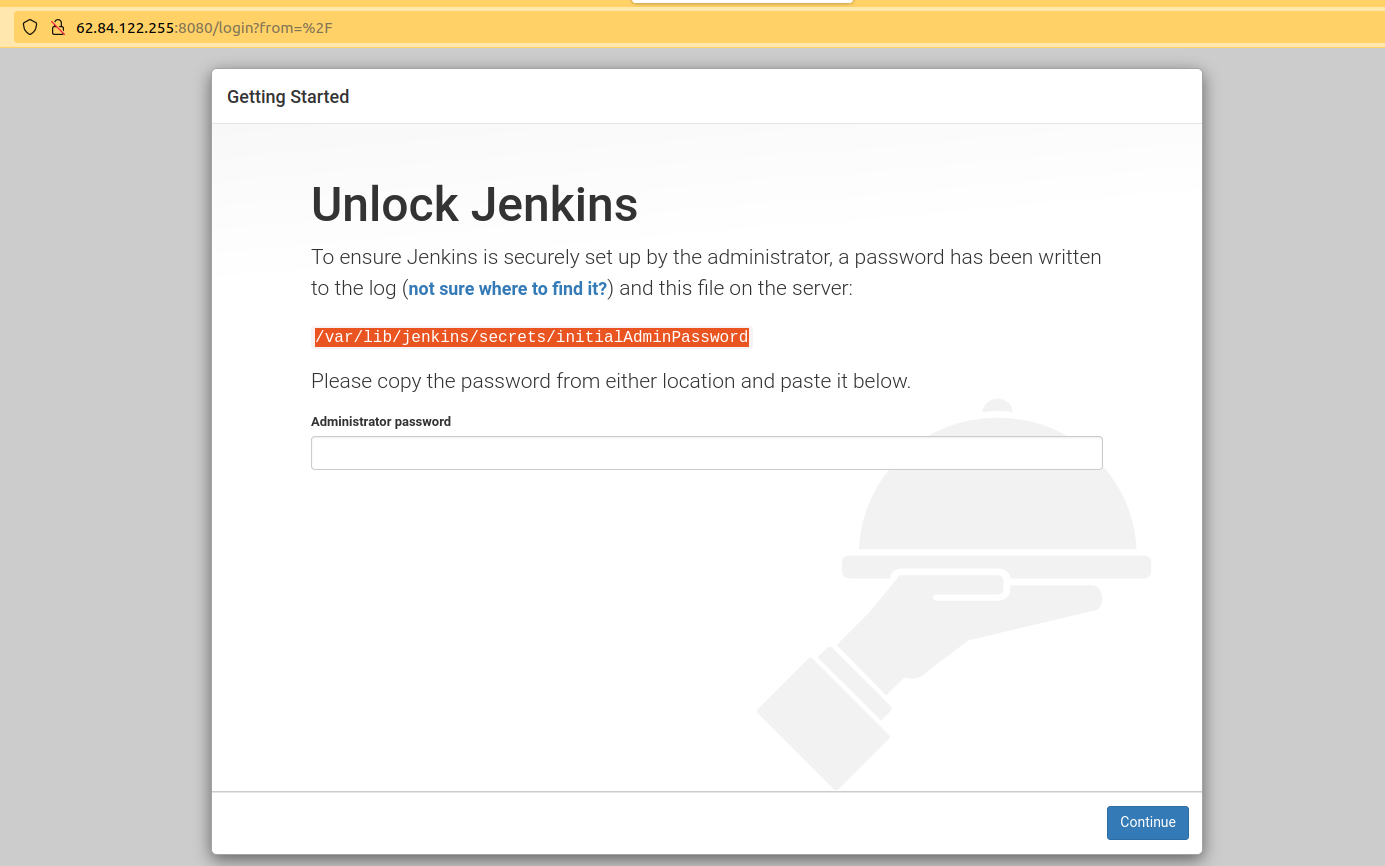 62.84.122.255:8080/login?from=%2F
Getting Started
Unlock Jenkins
To ensure Jenkins is securely set up by the administrator, a password has been written
to the log (not sure where to find it?) and this file on the server:
/var/lib/jenkins/secrets/initialAdminPassword
Please copy the password from either location and paste it below.
Administrator password
Continue